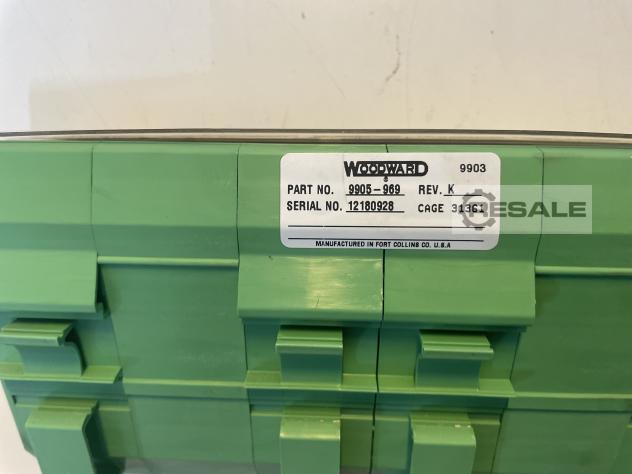 WOODWARD 9903
®
PART NO. 9905-969 REV. K
SERIAL NO. 12180928 CAGE 31361
MANUFACTURED IN FORT COLLINS CO. U.S.A
RESALE